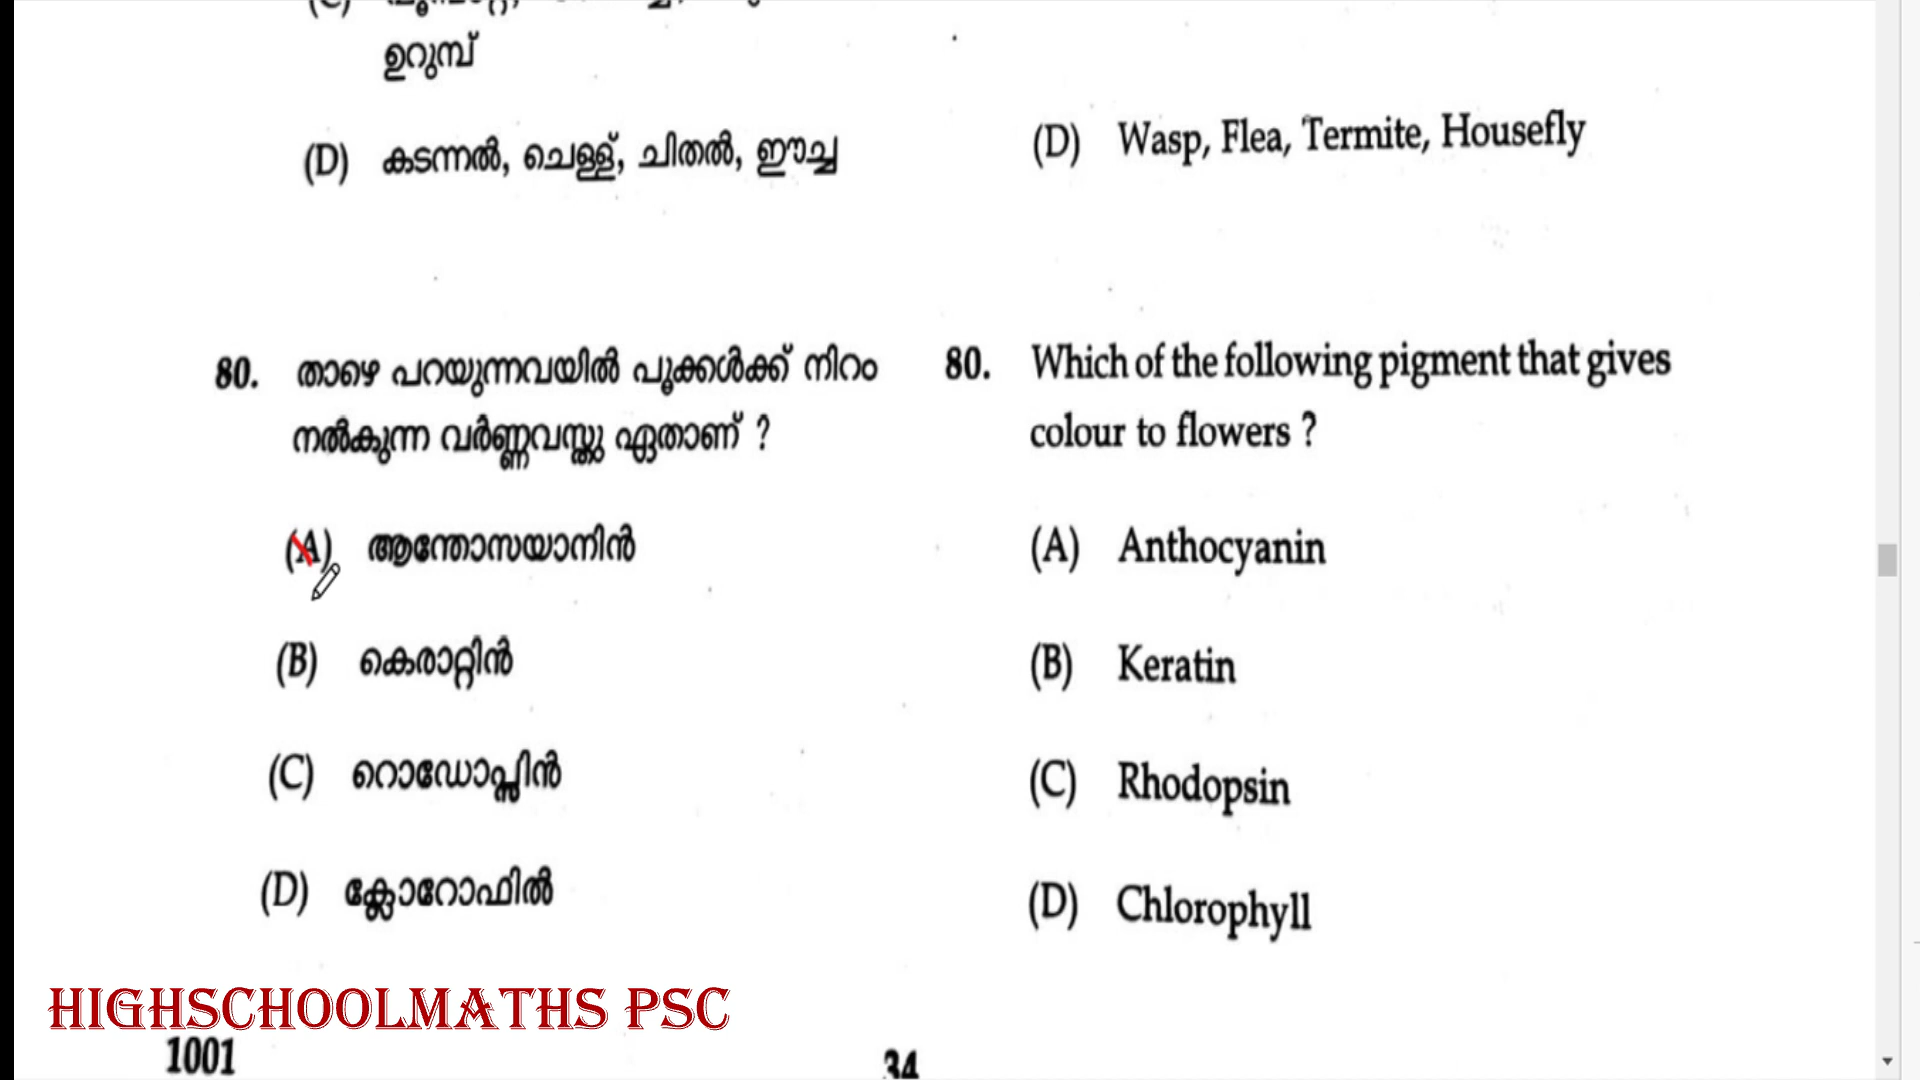 ഉറുമ്പ്
(D) കടന്നൽ, ചെള്ള്, ചിതൽ, ഈച്ച
(D) Wasp, Flea, Termite, Housefly
80. താഴെ പറയുന്നവയിൽ പൂക്കൾക്ക് നിറം
നൽകുന്ന വർണ്ണവസ്തു ഏതാണ് ?
(A) ആന്തോസയാനിൻ
(B) കെരാറ്റിൻ
(C) റൊഡോപ്സിൻ
(D) ക്ലോറോഫിൽ
80. Which of the following pigment that gives
colour to flowers ?
(A) Anthocyanin
(B) Keratin
(C) Rhodopsin
(D) Chlorophyll
HIGHSCHOOLMATHS PSC
1001
34